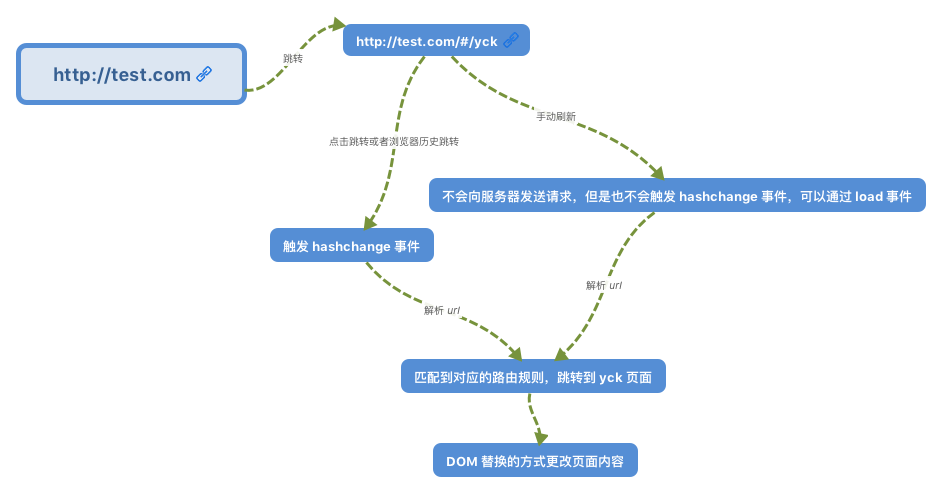 http://test.com/#/yck
http://test.com
跳转
手动刷新
点击跳转或者浏览器历史跳转
不会向服务器发送请求，但是也不会触发 hashchange 事件，可以通过 load 事件
触发 hashchange 事件
解析 url
解析 url
匹配到对应的路由规则，跳转到 yck 页面
DOM 替换的方式更改页面内容